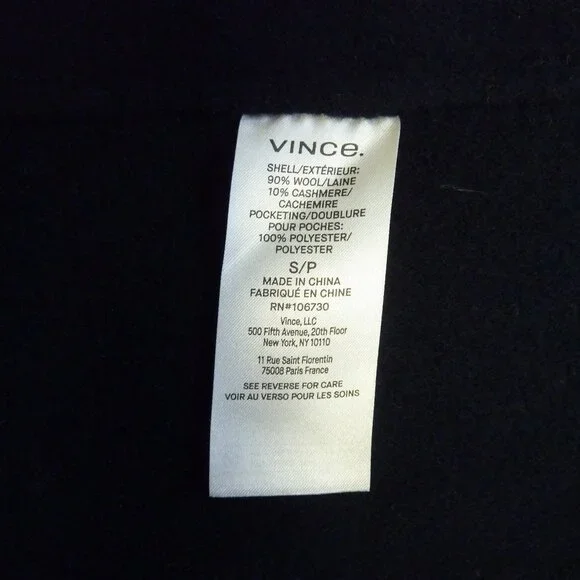 VINCE.
SHELL/EXTÉRIEUR:
90% WOOL/LAINE
10% CASHMERE/
CACHEMIRE
POCKETING/DOUBLURE
POUR POCHES:
100% POLYESTER/
POLYESTER
S/P
MADE IN CHINA
FABRIQUÉ EN CHINE
RN#106730
Vince, LLC
500 Fifth Avenue, 20th Floor
New York, NY 10110
11 Rue Saint Florentin
75008 Paris France
SEE REVERSE FOR CARE
VOIR AU VERSO POUR LES SOINS